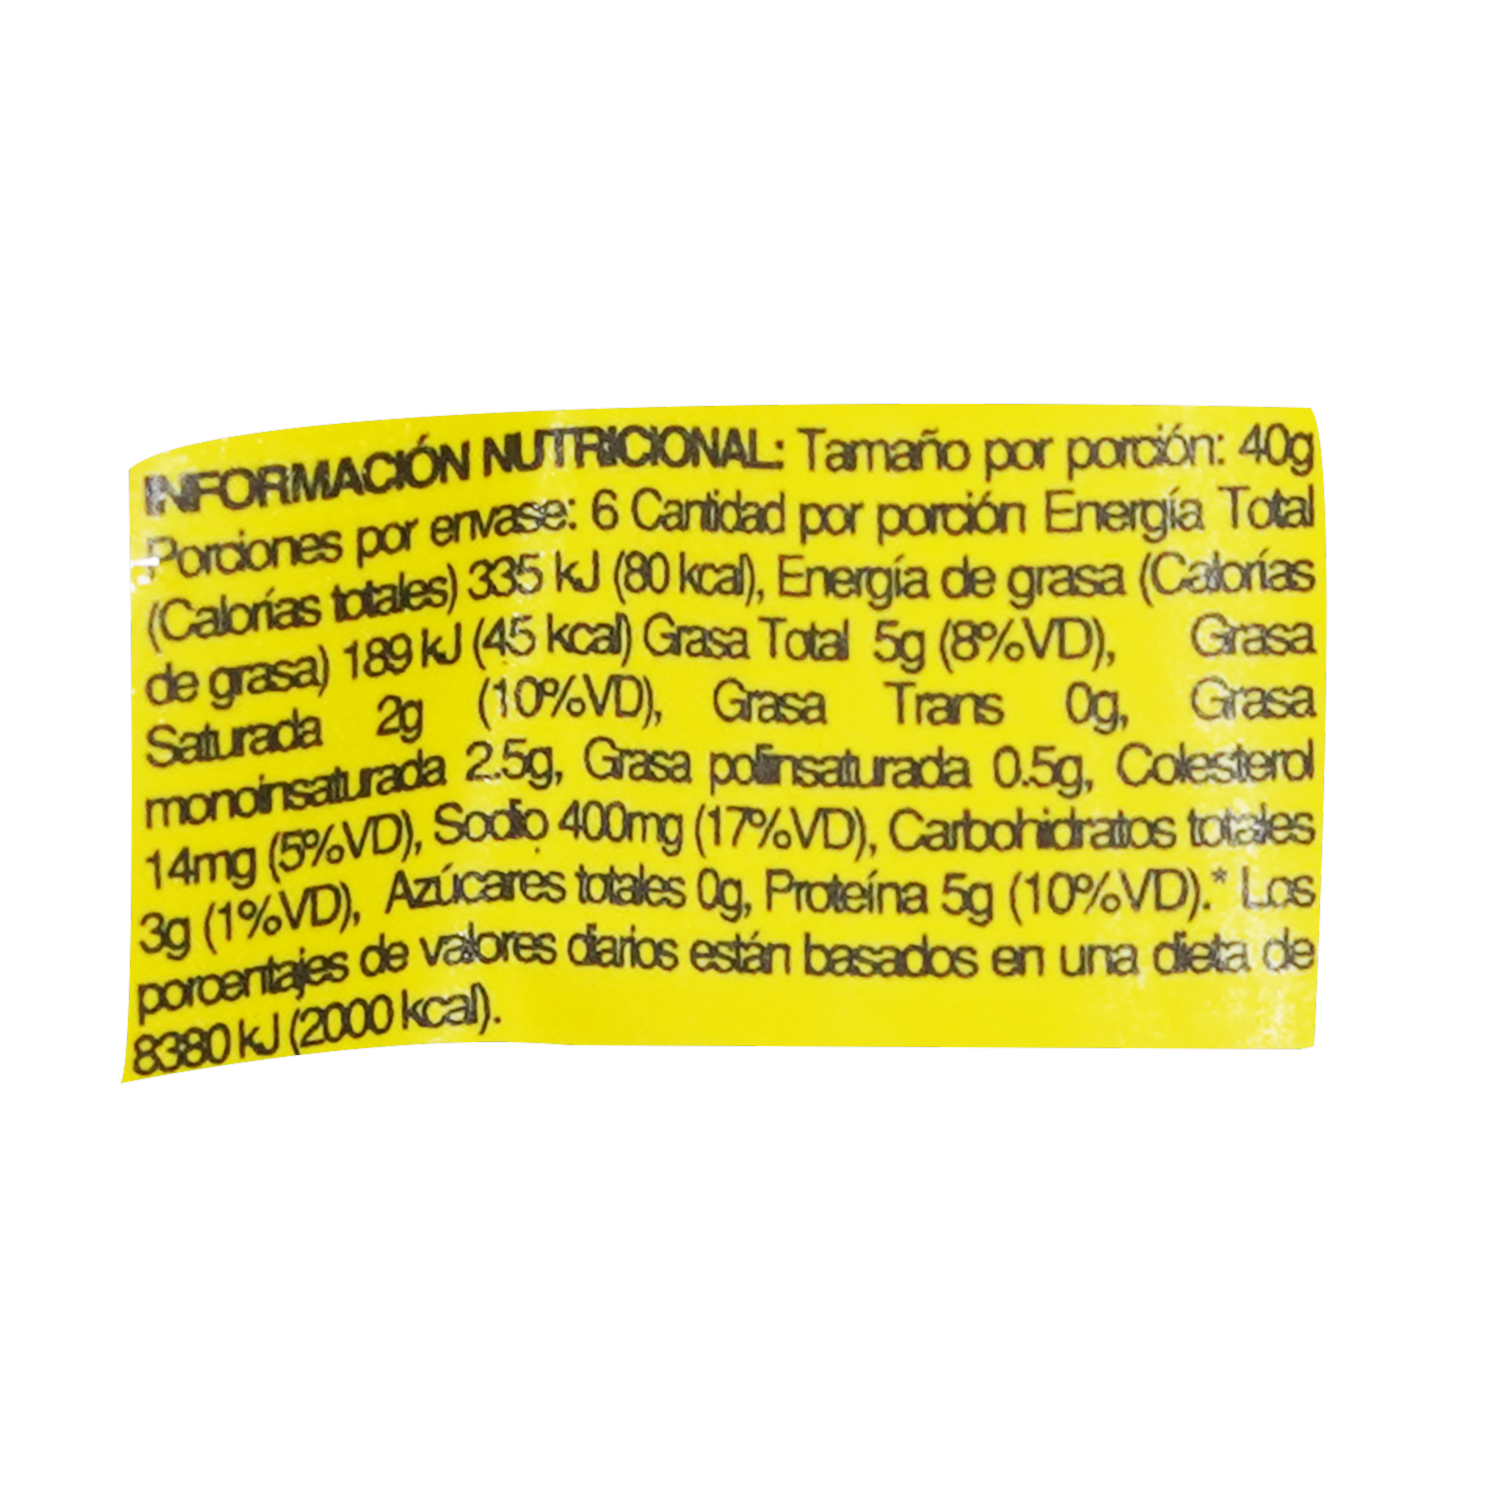 INFORMACIÓN NUTRICIONAL: Tamaño por porción: 40g
Porciones por envase: 6 Cantidad por porción Energía Total
(Calorías totales) 335 kJ (80 kcal), Energía de grasa (Calorías
de grasa) 189 kJ (45 kcal) Grasa Total 5g (8%VD), Grasa
Saturada 2g (10%VD), Grasa Trans 0g, Grasa
monoinsaturada 2.5g, Grasa polinsaturada 0.5g, Colesterol
14mg (5%VD), Sodio 400mg (17%VD), Carbohidratos totales
3g (1%VD), Azúcares totales 0g, Proteína 5g (10%VD).* Los
porcentajes de valores diarios están basados en una dieta de
8380 kJ (2000 kcal).